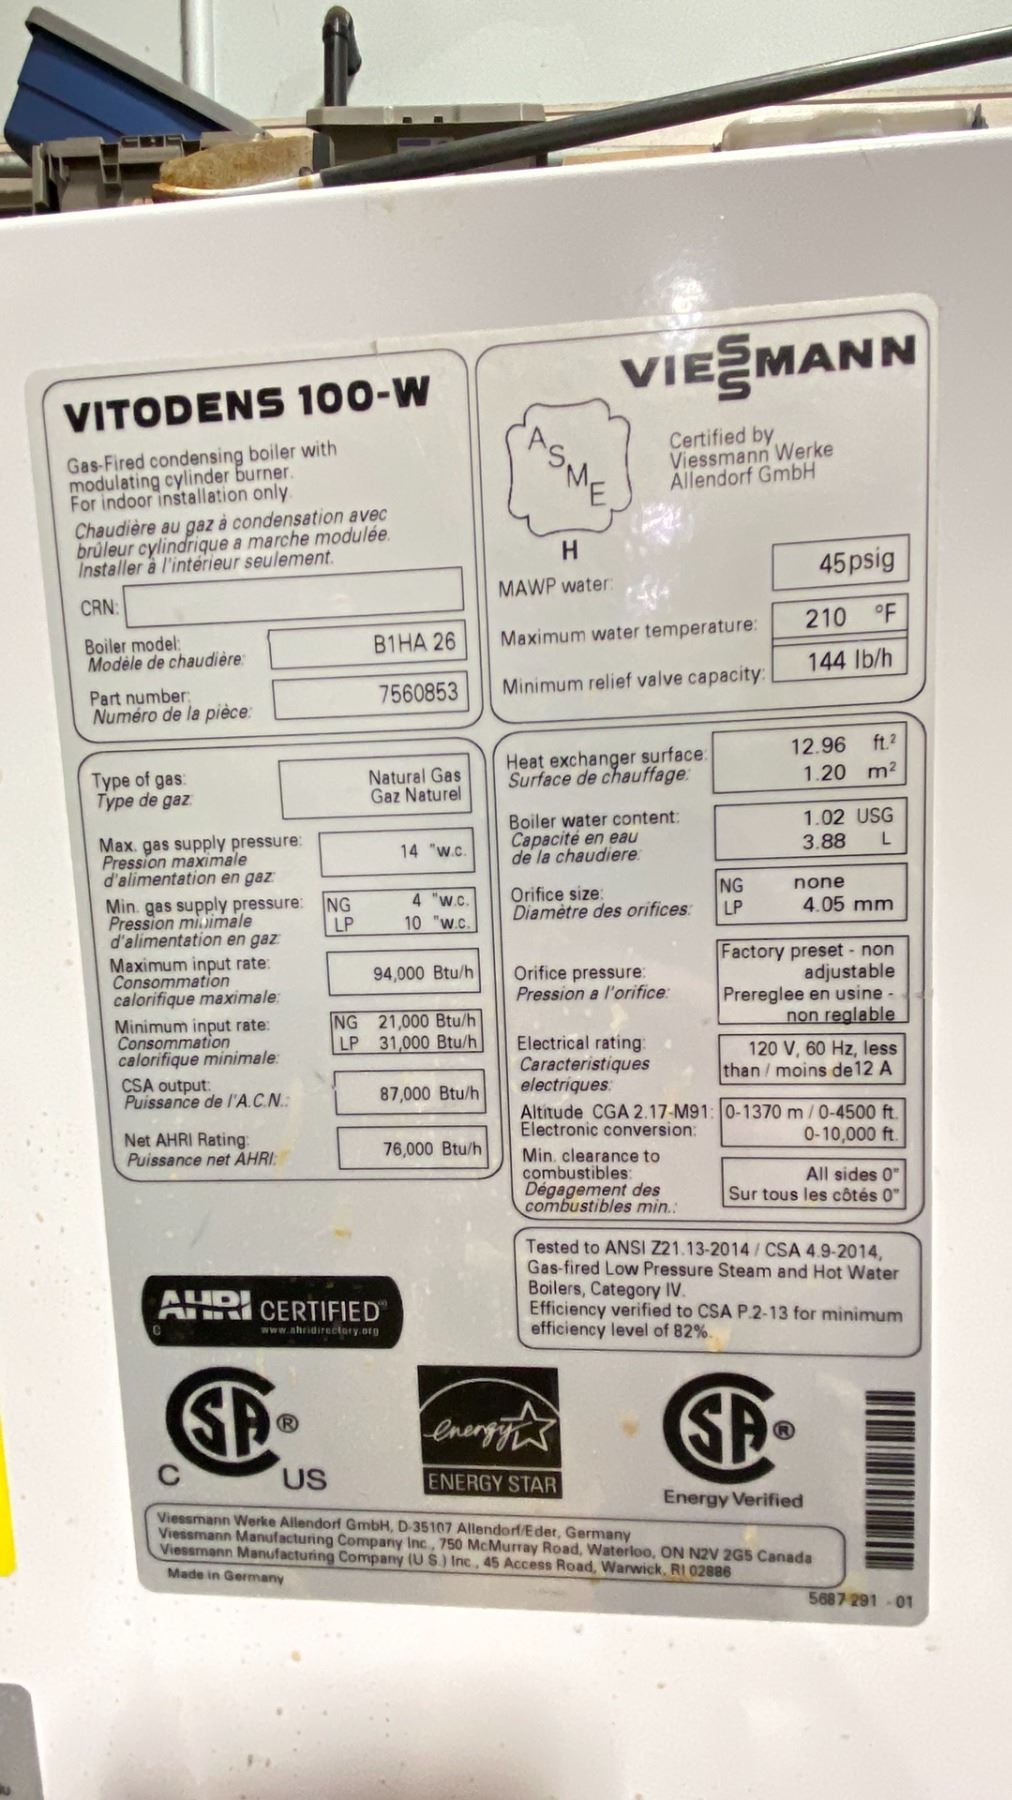 VITODENS 100-W
Gas-Fired condensing boiler with
modulating cylinder burner.
For indoor installation only.
Chaudière au gaz à condensation avec
brûleur cylindrique a marche modulée.
Installer à l'intérieur seulement.
CRN:
Boiler model: B1HA 26
Modèle de chaudière:
Part number: 7560853
Numéro de la pièce:
VIESSMANN
ASME
H
Certified by
Viessmann Werke
Allendorf GmbH
MAWP water: 45psig
Maximum water temperature: 210 °F
Minimum relief valve capacity: 144 lb/h
Type of gas: Natural Gas
Type de gaz: Gaz Naturel
Max. gas supply pressure: 14 "w.c.
Pression maximale
d'alimentation en gaz:
Min. gas supply pressure: NG 4 "w.c.
Pression minimale LP 10 "w.c.
d'alimentation en gaz:
Maximum input rate: 94,000 Btu/h
Consommation
calorifique maximale:
Minimum input rate: NG 21,000 Btu/h
Consommation LP 31,000 Btu/h
calorifique minimale:
CSA output: 87,000 Btu/h
Puissance de l'A.C.N.:
Net AHRI Rating: 76,000 Btu/h
Puissance net AHRI:
Heat exchanger surface: 12.96 ft.²
Surface de chauffage: 1.20 m²
Boiler water content: 1.02 USG
Capacité en eau 3.88 L
de la chaudiere:
Orifice size: NG none
Diamètre des orifices: LP 4.05 mm
Factory preset - non
Orifice pressure: adjustable
Pression a l'orifice: Prereglee en usine -
non reglable
Electrical rating: 120 V, 60 Hz, less
Caracteristiques than / moins de12 A
electriques:
Altitude CGA 2.17-M91: 0-1370 m / 0-4500 ft.
Electronic conversion: 0-10,000 ft.
Min. clearance to
combustibles: All sides 0"
Dégagement des Sur tous les côtés 0"
combustibles min.:
Tested to ANSI Z21.13-2014 / CSA 4.9-2014,
Gas-fired Low Pressure Steam and Hot Water
Boilers, Category IV.
Efficiency verified to CSA P.2-13 for minimum
efficiency level of 82%.
AHRI CERTIFIED
www.ahridirectory.org
SA®
C US
energy
ENERGY STAR
SA®
Energy Verified
Viessmann Werke Allendorf GmbH, D-35107 Allendorf/Eder, Germany
Viessmann Manufacturing Company Inc., 750 McMurray Road, Waterloo, ON N2V 2G5 Canada
Viessmann Manufacturing Company (U.S.) Inc., 45 Access Road, Warwick, RI 02886
Made in Germany
5687 291 - 01